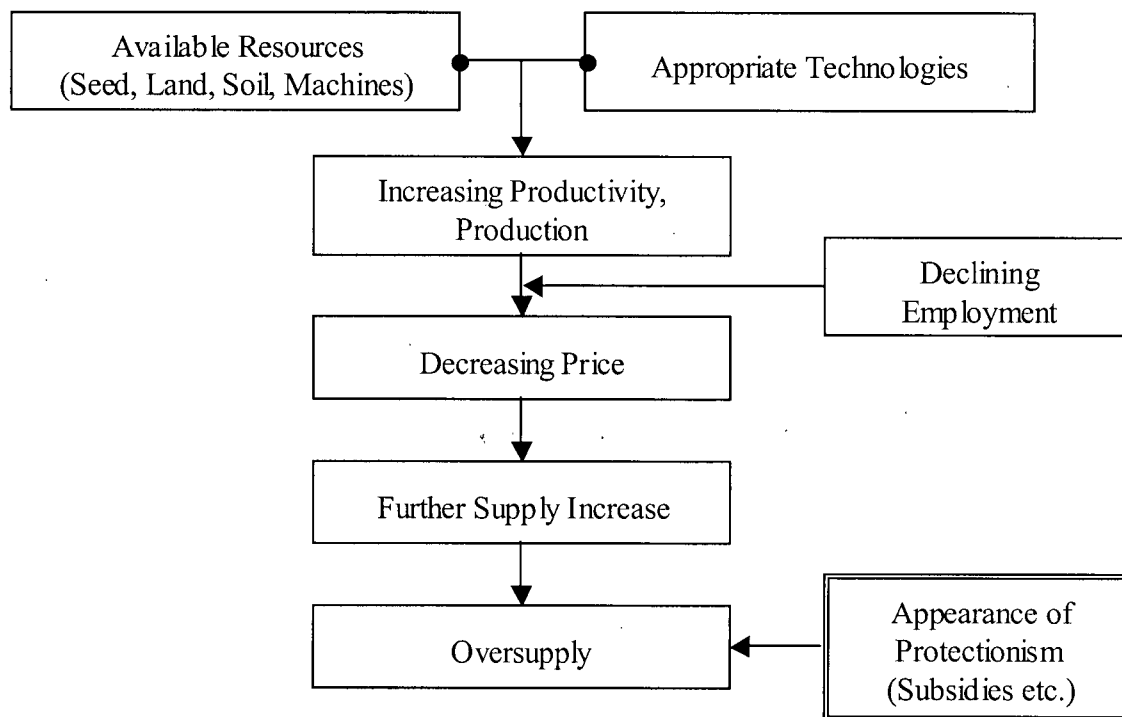 Available Resources
(Seed, Land, Soil, Machines)
Appropriate Technologies
Increasing Productivity,
Production
Declining
Employment
Decreasing Price
Further Supply Increase
Oversupply
Appearance of
Protectionism
(Subsidies etc.)